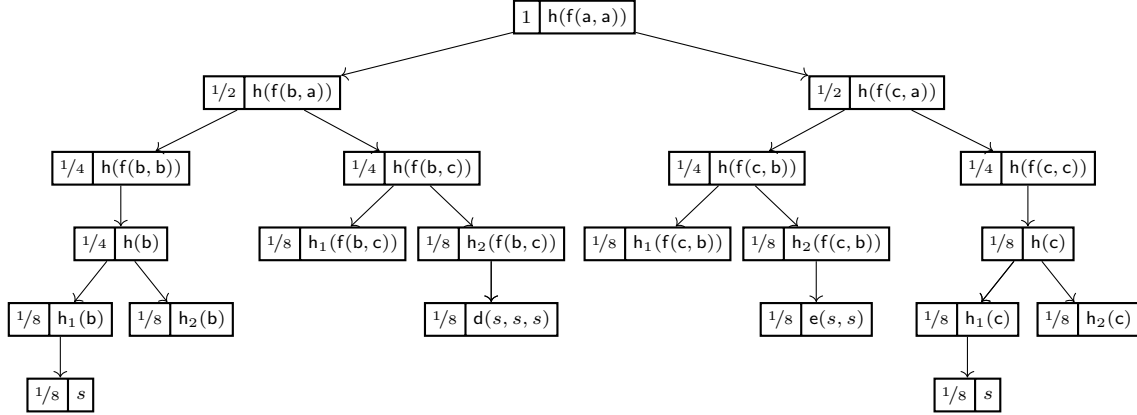 1 h(f(a, a))
1/2 h(f(b, a)) 1/2 h(f(c, a))
1/4 h(f(b, b)) 1/4 h(f(b, c)) 1/4 h(f(c, b)) 1/4 h(f(c, c))
1/4 h(b) 1/8 h₁(f(b, c)) 1/8 h₂(f(b, c)) 1/8 h₁(f(c, b)) 1/8 h₂(f(c, b)) 1/8 h(c)
1/8 h₁(b) 1/8 h₂(b) 1/8 d(s, s, s) 1/8 e(s, s) 1/8 h₁(c) 1/8 h₂(c)
1/8 s 1/8 s